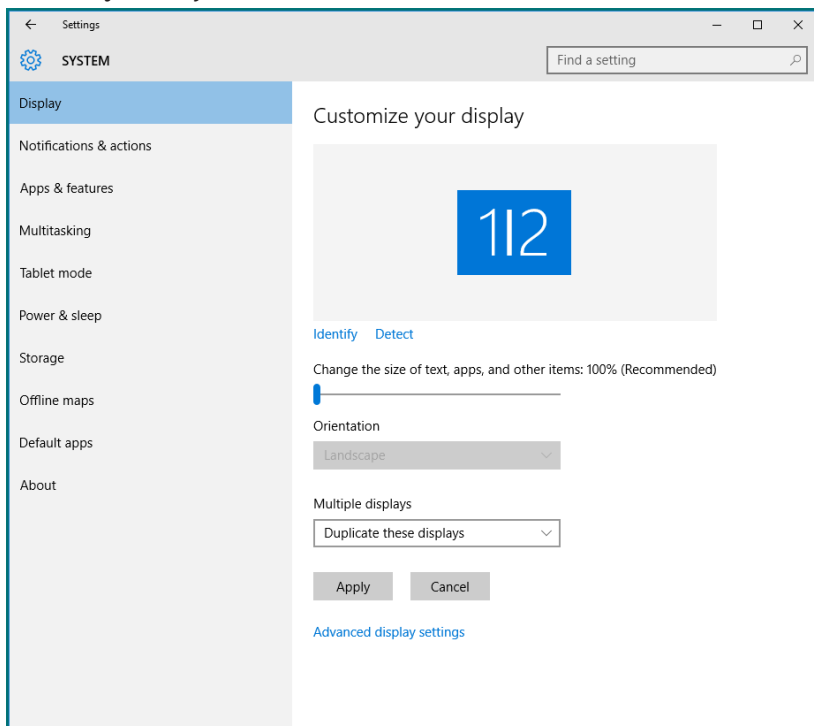 Settings
SYSTEM
Find a setting
Display
Notifications & actions
Apps & features
Multitasking
Tablet mode
Power & sleep
Storage
Offline maps
Default apps
About
Customize your display
1|2
Identify Detect
Change the size of text, apps, and other items: 100% (Recommended)
Orientation
Landscape
Multiple displays
Duplicate these displays
Apply Cancel
Advanced display settings